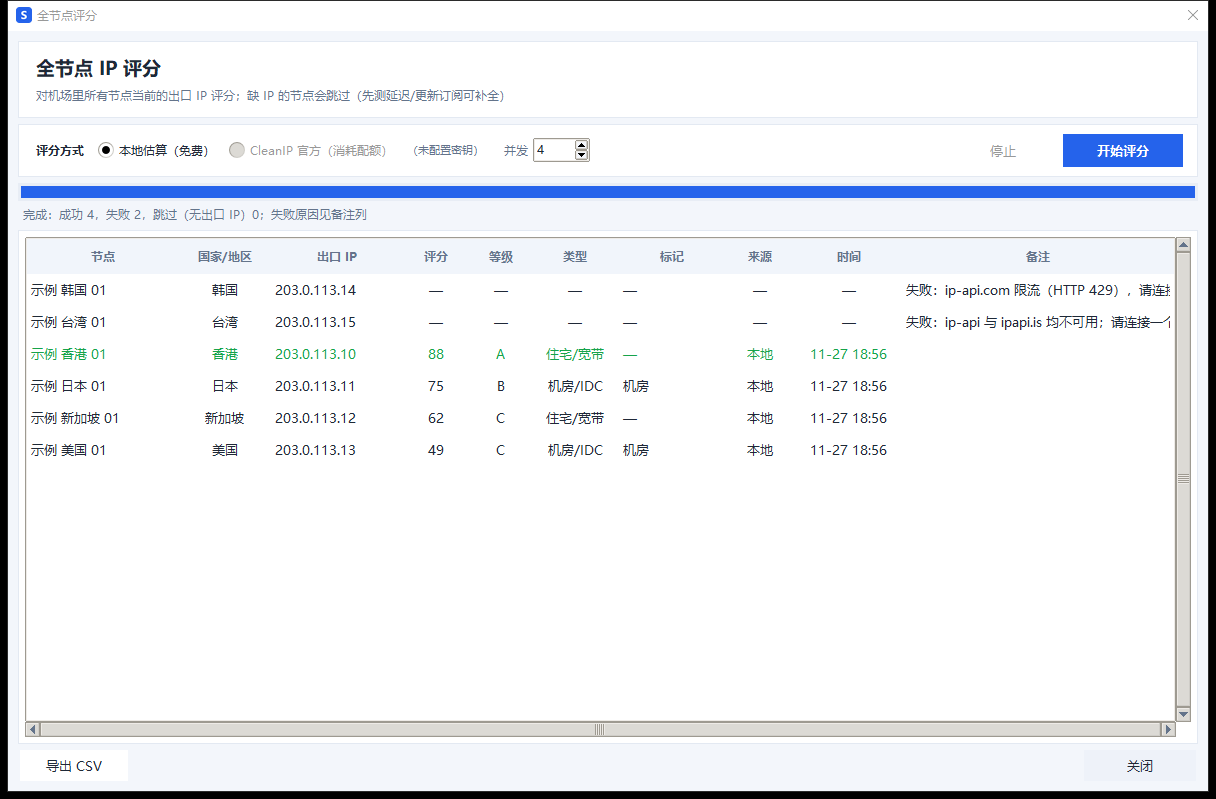 S 全节点评分
全节点 IP 评分
对机场里所有节点当前的出口 IP 评分；缺 IP 的节点会跳过（先测延迟/更新订阅可补全）
评分方式 本地估算（免费） CleanIP 官方（消耗配额） （未配置密钥） 并发 4 停止 开始评分
完成：成功 4，失败 2，跳过（无出口 IP）0；失败原因见备注列
节点 国家/地区 出口 IP 评分 等级 类型 标记 来源 时间 备注
示例 韩国 01 韩国 203.0.113.14 — — — — — — 失败：ip-api.com 限流（HTTP 429），请连接
示例 台湾 01 台湾 203.0.113.15 — — — — — — 失败：ip-api 与 ipapi.is 均不可用；请连接一个
示例 香港 01 香港 203.0.113.10 88 A 住宅/宽带 — 本地 11-27 18:56
示例 日本 01 日本 203.0.113.11 75 B 机房/IDC 机房 本地 11-27 18:56
示例 新加坡 01 新加坡 203.0.113.12 62 C 住宅/宽带 — 本地 11-27 18:56
示例 美国 01 美国 203.0.113.13 49 C 机房/IDC 机房 本地 11-27 18:56
导出 CSV 关闭